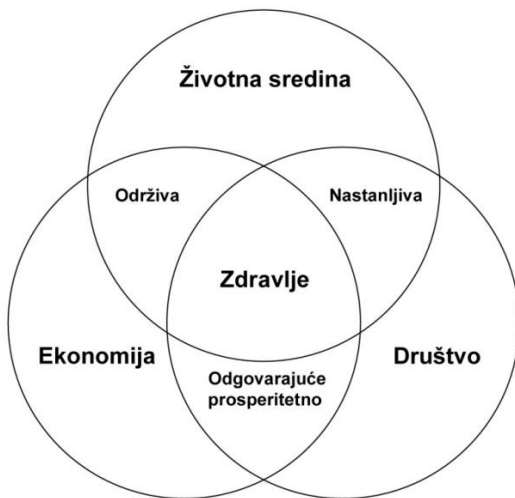 Životna sredina
Održiva
Nastanljiva
Zdravlje
Ekonomija
Društvo
Odgovarajuće
prosperitetno